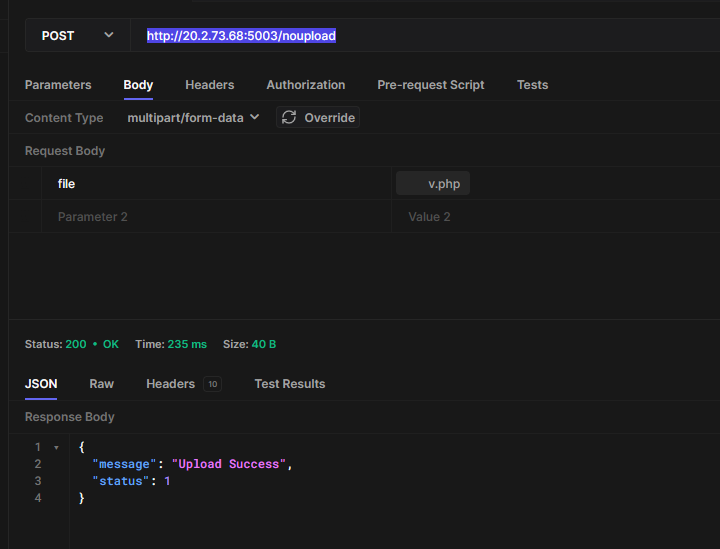 POST http://20.2.73.68:5003/noupload
Parameters Body Headers Authorization Pre-request Script Tests
Content Type multipart/form-data Override
Request Body
file v.php
Parameter 2 Value 2
Status: 200 • OK Time: 235 ms Size: 40 B
JSON Raw Headers 10 Test Results
Response Body
1 {
2 "message": "Upload Success",
3 "status": 1
4 }